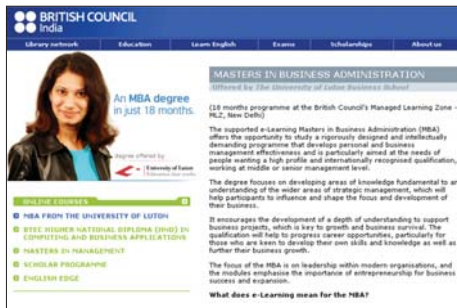 BRITISH COUNCIL
India
Library network Education Learn English Exams Scholarships About us
MASTERS IN BUSINESS ADMINISTRATION
Offered by The University of Luton Business School
An MBA degree
in just 18 months.
degree offered by
University of Luton
(18 months programme at the British Council's Managed Learning Zone -
MLZ, New Delhi)
The supported e-Learning Masters in Business Administration (MBA)
offers the opportunity to study a rigorously designed and intellectually
demanding programme that develops personal and business
management effectiveness and is particularly aimed at the needs of
people wanting a high profile and internationally recognised qualification,
working at middle or senior management level.
The degree focuses on developing areas of knowledge fundamental to an
understanding of the wider areas of strategic management, which will
help participants to influence and shape the focus and development of
their business.
It encourages the development of a depth of understanding to support
business projects, which is key to growth and business survival. The
qualification will help to progress career opportunities, particularly for
those who are keen to develop their own skills and knowledge as well as
further their business growth.
The focus of the MBA is on leadership within modern organisations, and
the modules emphasise the importance of entrepreneurship for business
success and expansion.
What does e-Learning mean for the MBA?
ONLINE COURSES
MBA FROM THE UNIVERSITY OF LUTON
BTEC HIGHER NATIONAL DIPLOMA (HND) IN
COMPUTING AND BUSINESS APPLICATIONS
MASTERS IN MANAGEMENT
SCHOLAR PROGRAMME
ENGLISH EDGE